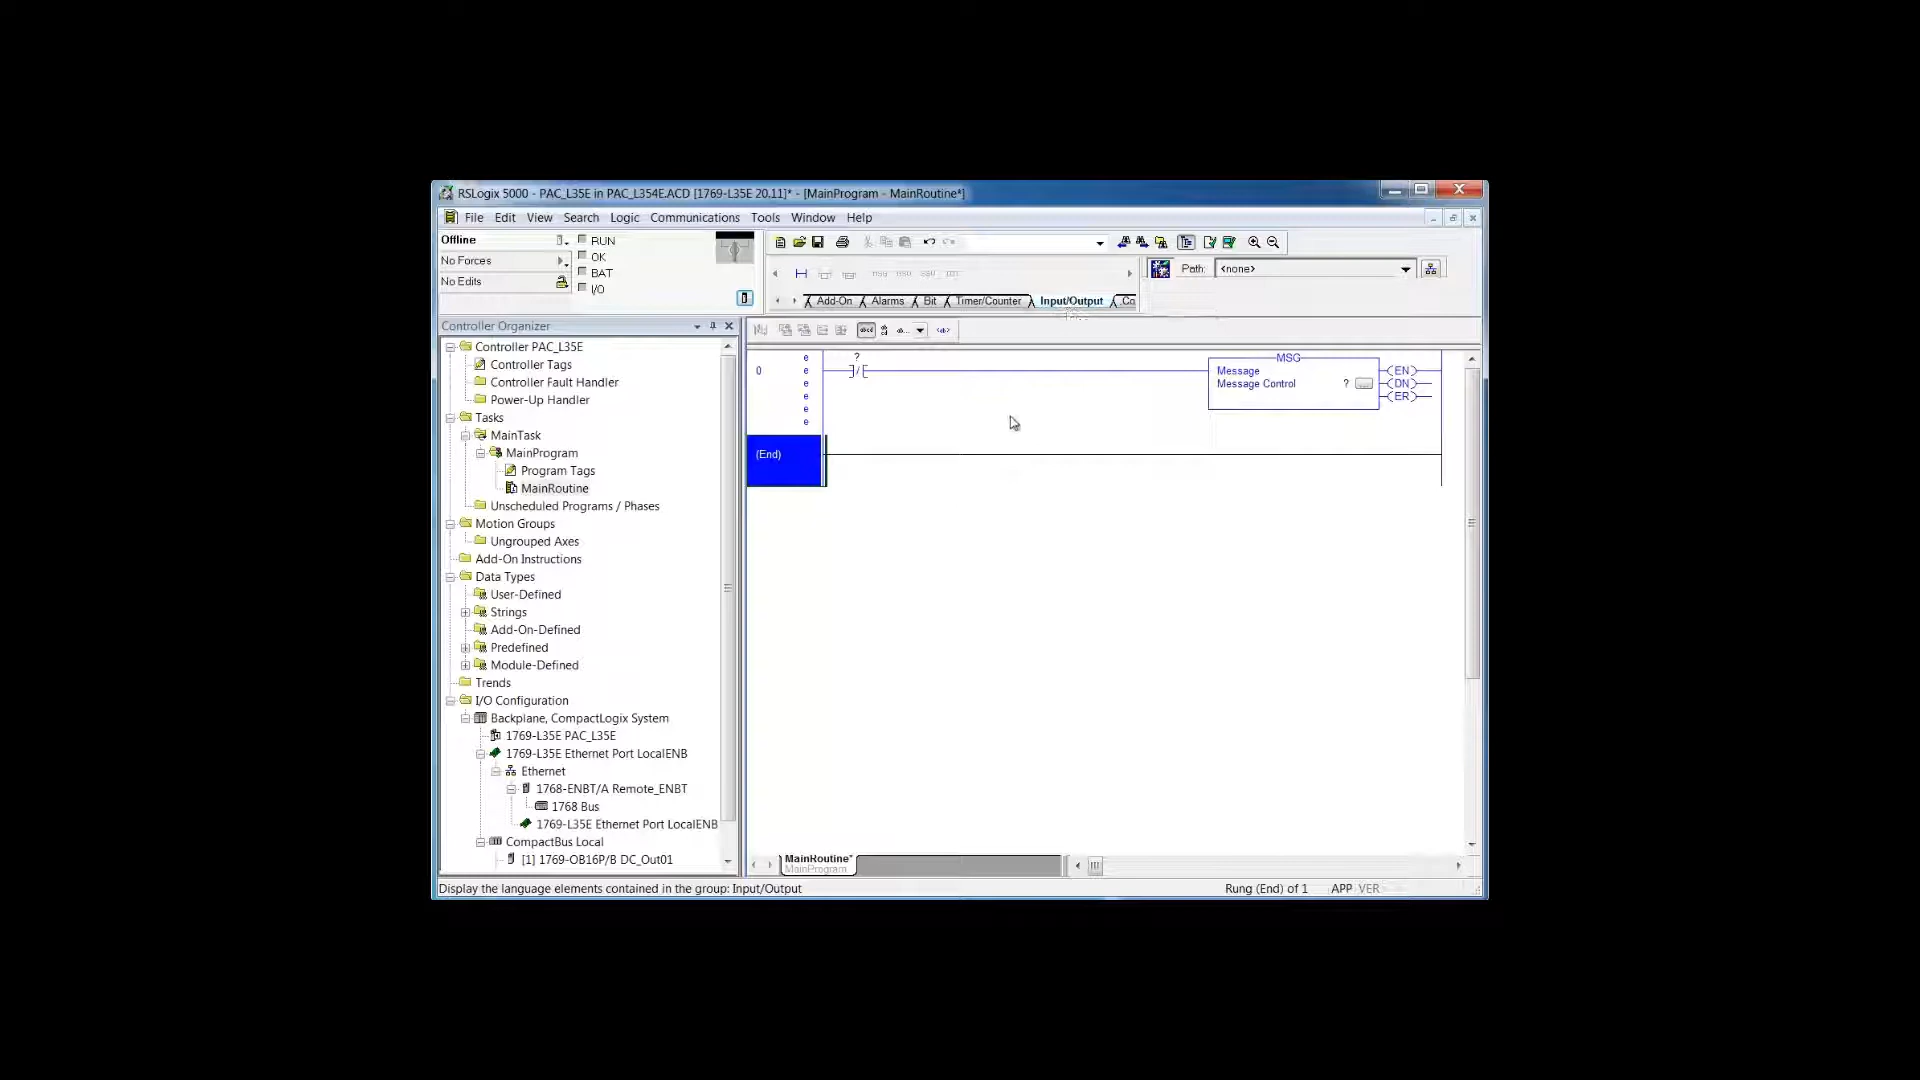 RSLogix 5000 - PAC_L35E in PAC_L354E.ACD [1769-L35E 20.11]* - [MainProgram - MainRoutine*]
File Edit View Search Logic Communications Tools Window Help
Offline
RUN
No Forces
OK
No Edits
BAT
I/O
Path: <none>
Add-On Alarms Bit Timer/Counter Input/Output Co
Controller Organizer
Controller PAC_L35E
Controller Tags
Controller Fault Handler
Power-Up Handler
Tasks
MainTask
MainProgram
Program Tags
MainRoutine
Unscheduled Programs / Phases
Motion Groups
Ungrouped Axes
Add-On Instructions
Data Types
User-Defined
Strings
Add-On-Defined
Predefined
Module-Defined
Trends
I/O Configuration
Backplane, CompactLogix System
1769-L35E PAC_L35E
1769-L35E Ethernet Port LocalENB
Ethernet
1768-ENBT/A Remote_ENBT
1768 Bus
1769-L35E Ethernet Port LocalENB
CompactBus Local
[1] 1769-OB16P/B DC_Out01
e
0 e
e
e
e
e
?
MSG
Message
Message Control ? ...
EN
DN
ER
(End)
MainRoutine*
MainProgram
Display the language elements contained in the group: Input/Output
Rung (End) of 1 APP VER